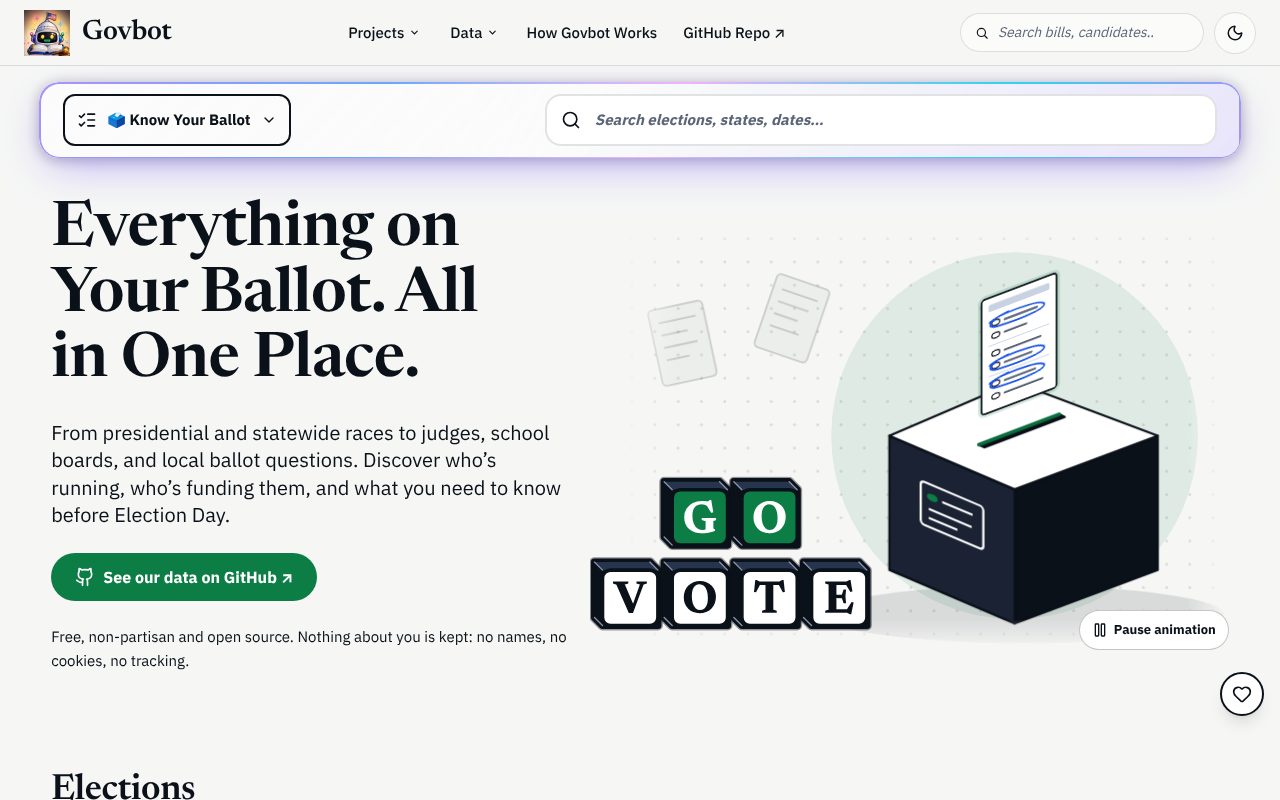 Govbot
Projects
Data
How Govbot Works
GitHub Repo ↗
Search bills, candidates..
Know Your Ballot
Search elections, states, dates...
Everything on
Your Ballot. All
in One Place.
From presidential and statewide races to judges, school
boards, and local ballot questions. Discover who’s
running, who’s funding them, and what you need to know
before Election Day.
See our data on GitHub ↗
Free, non-partisan and open source. Nothing about you is kept: no names, no
cookies, no tracking.
GO
VOTE
Pause animation
Elections